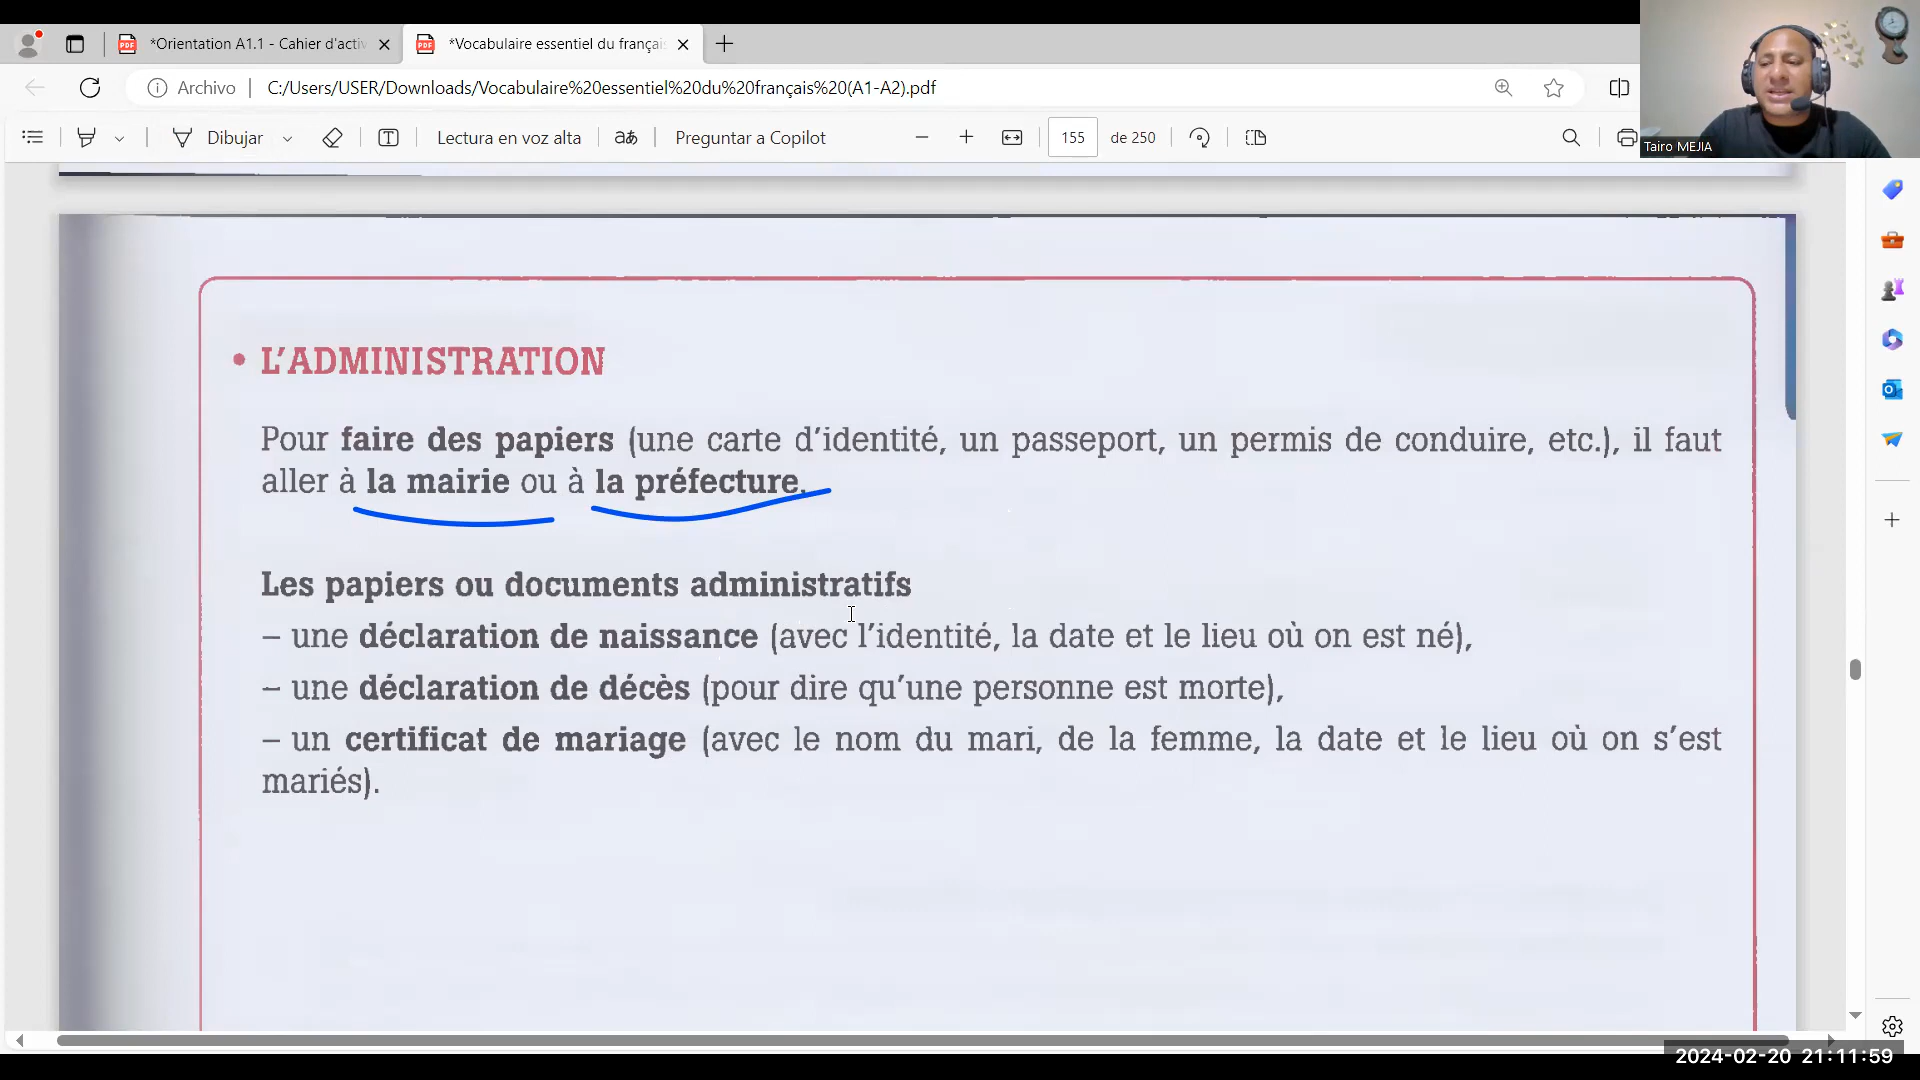 *Orientation A1.1 - Cahier d'activ
*Vocabulaire essentiel du françai
Archivo
C:/Users/USER/Downloads/Vocabulaire%20essentiel%20du%20français%20(A1-A2).pdf
Dibujar
Lectura en voz alta
aあ
Preguntar a Copilot
155
de 250
Tairo MEJIA
• L'ADMINISTRATION
Pour faire des papiers (une carte d'identité, un passeport, un permis de conduire, etc.), il faut
aller à la mairie ou à la préfecture.
Les papiers ou documents administratifs
– une déclaration de naissance (avec l'identité, la date et le lieu où on est né),
– une déclaration de décès (pour dire qu'une personne est morte),
– un certificat de mariage (avec le nom du mari, de la femme, la date et le lieu où on s'est
mariés).
2024-02-20 21:11:59